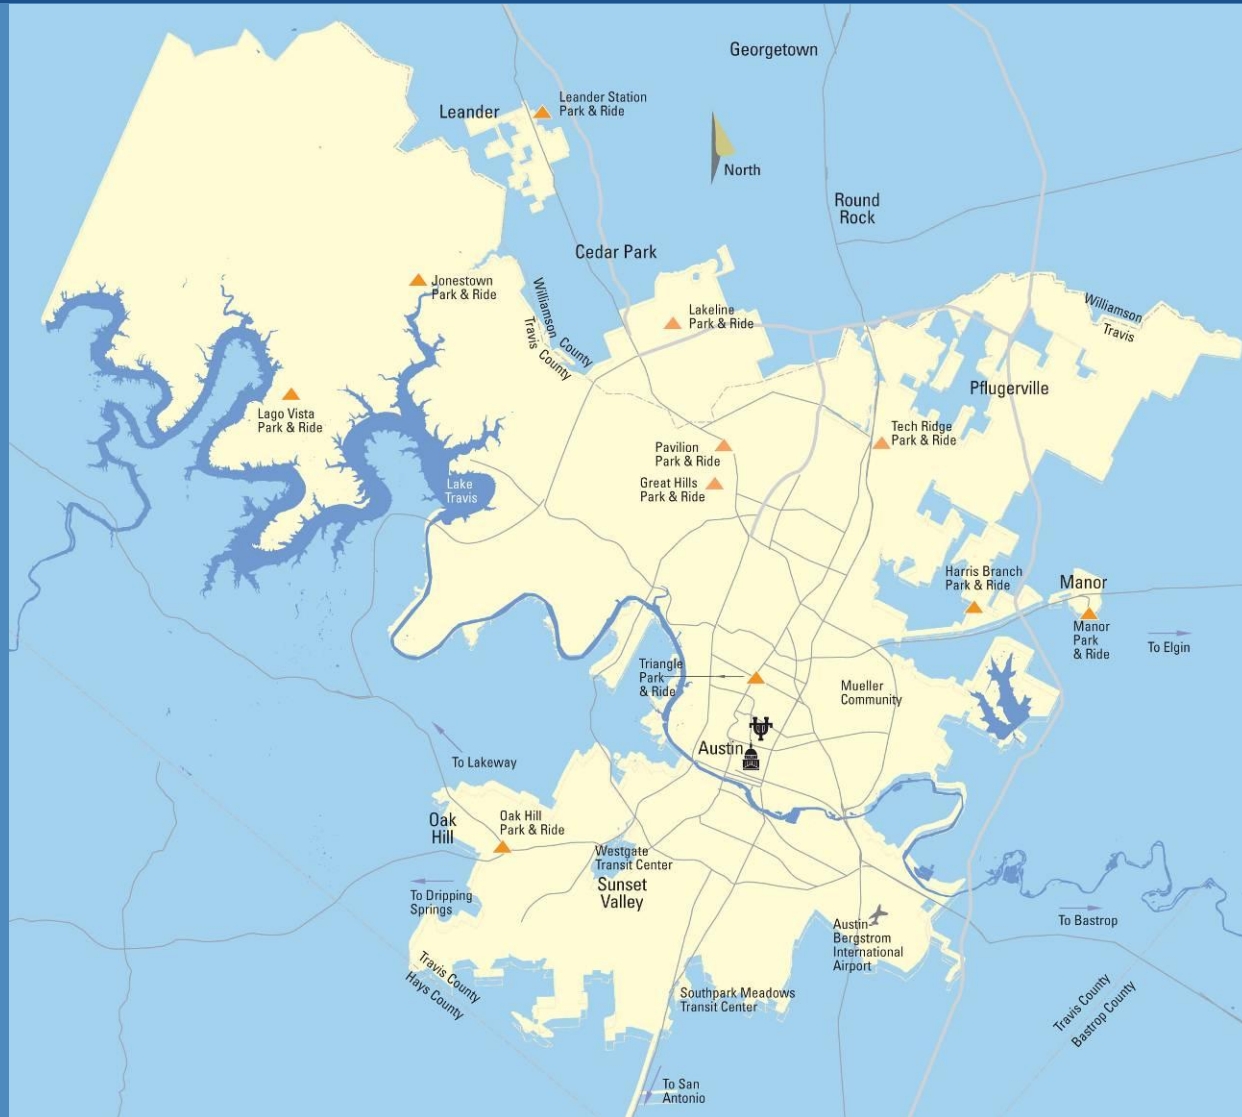 Georgetown
Leander
Leander Station
Park & Ride
North
Round
Rock
Cedar Park
Jonestown
Park & Ride
Williamson County
Travis County
Lakeline
Park & Ride
Williamson
Travis
Pflugerville
Lago Vista
Park & Ride
Tech Ridge
Park & Ride
Pavilion
Park & Ride
Great Hills
Park & Ride
Lake
Travis
Harris Branch
Park & Ride
Manor
Manor
Park
& Ride
To Elgin
Triangle
Park
& Ride
Mueller
Community
Austin
To Lakeway
Oak
Hill
Oak Hill
Park & Ride
Westgate
Transit Center
Sunset
Valley
To Dripping
Springs
To Bastrop
Austin-
Bergstrom
International
Airport
Travis County
Hays County
Southpark Meadows
Transit Center
Travis County
Bastrop County
To San
Antonio